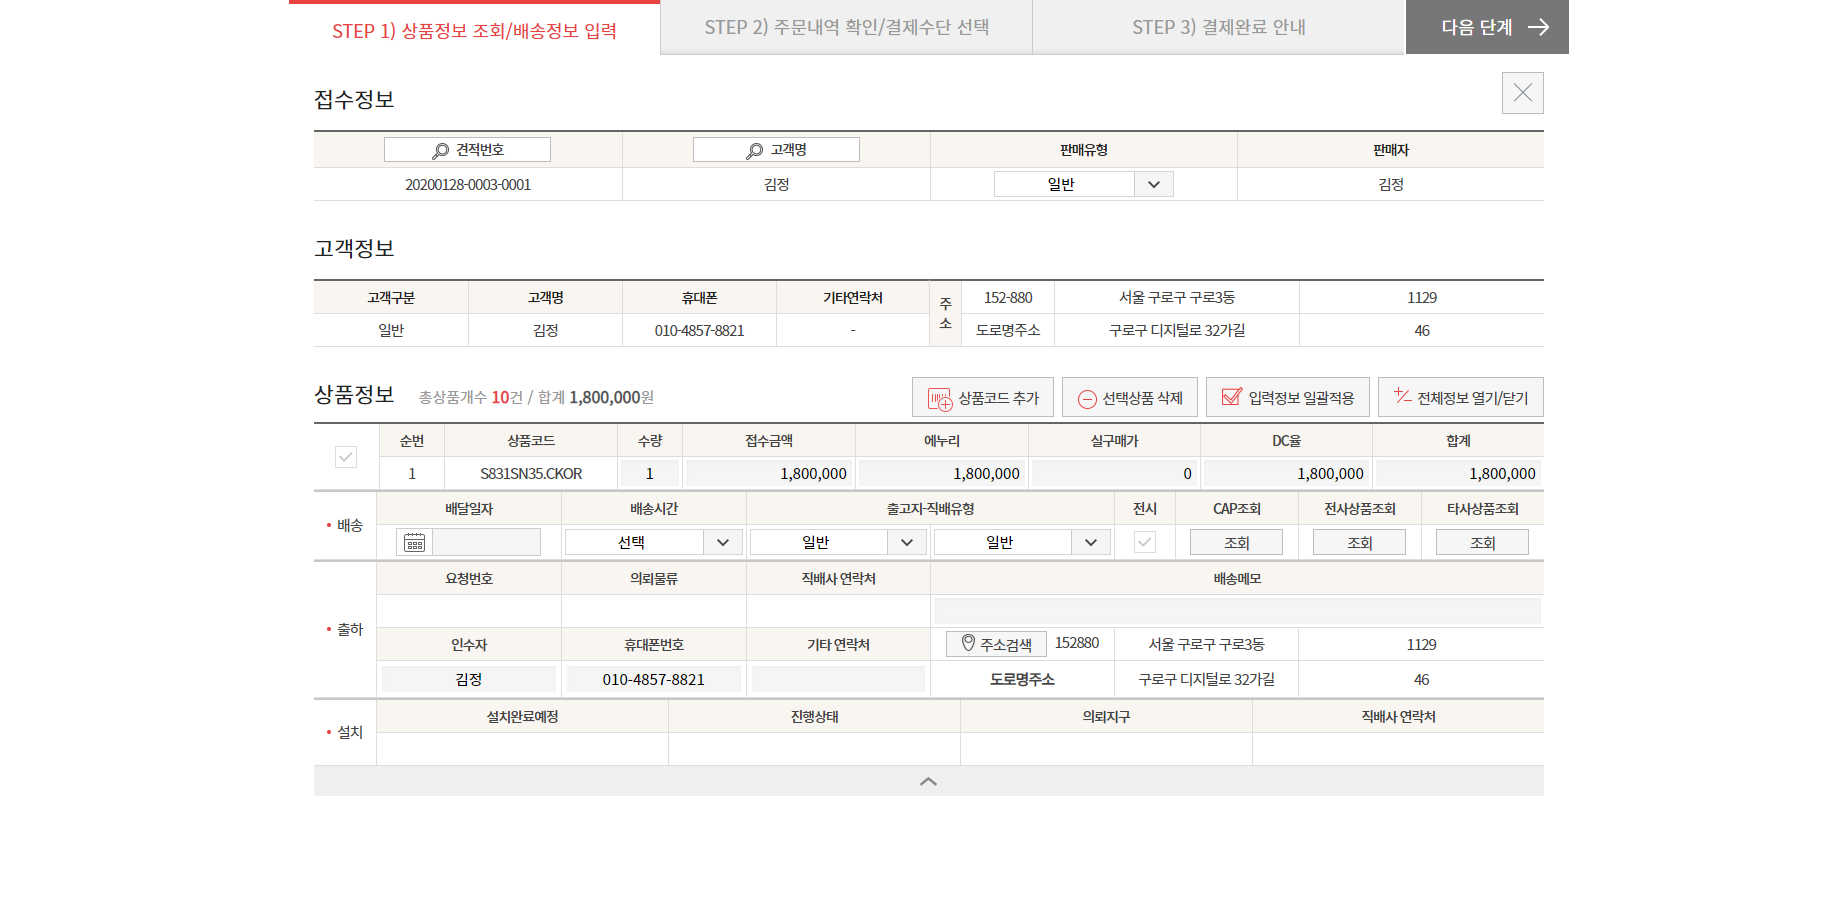 STEP 1) 상품정보 조회/배송정보 입력 STEP 2) 주문내역 확인/결제수단 선택 STEP 3) 결제완료 안내 다음 단계
접수정보
견적번호 고객명 판매유형 판매자
20200128-0003-0001 김정 일반 김정
고객정보
고객구분 고객명 휴대폰 기타연락처 주소 152-880 서울 구로구 구로3동 1129
일반 김정 010-4857-8821 - 도로명주소 구로구 디지털로 32가길 46
상품정보 총상품개수 10건 / 합계 1,800,000원 상품코드 추가 선택상품 삭제 입력정보 일괄적용 전체정보 열기/닫기
순번 상품코드 수량 접수금액 에누리 실구매가 DC율 합계
1 S831SN35.CKOR 1 1,800,000 1,800,000 0 1,800,000 1,800,000
배송 배달일자 배송시간 출고지-직배유형 전시 CAP조회 전사상품조회 타사상품조회
선택 일반 일반 조회 조회 조회
출하 요청번호 의뢰물류 직배사 연락처 배송메모
인수자 휴대폰번호 기타 연락처 주소검색 152880 서울 구로구 구로3동 1129
김정 010-4857-8821 도로명주소 구로구 디지털로 32가길 46
설치 설치완료예정 진행상태 의뢰지구 직배사 연락처